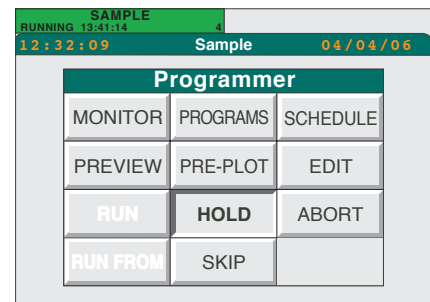 SAMPLE
RUNNING 13:41:14 4
12:32:09 Sample 04/04/06
Programmer
MONITOR PROGRAMS SCHEDULE
PREVIEW PRE-PLOT EDIT
RUN HOLD ABORT
RUN FROM SKIP